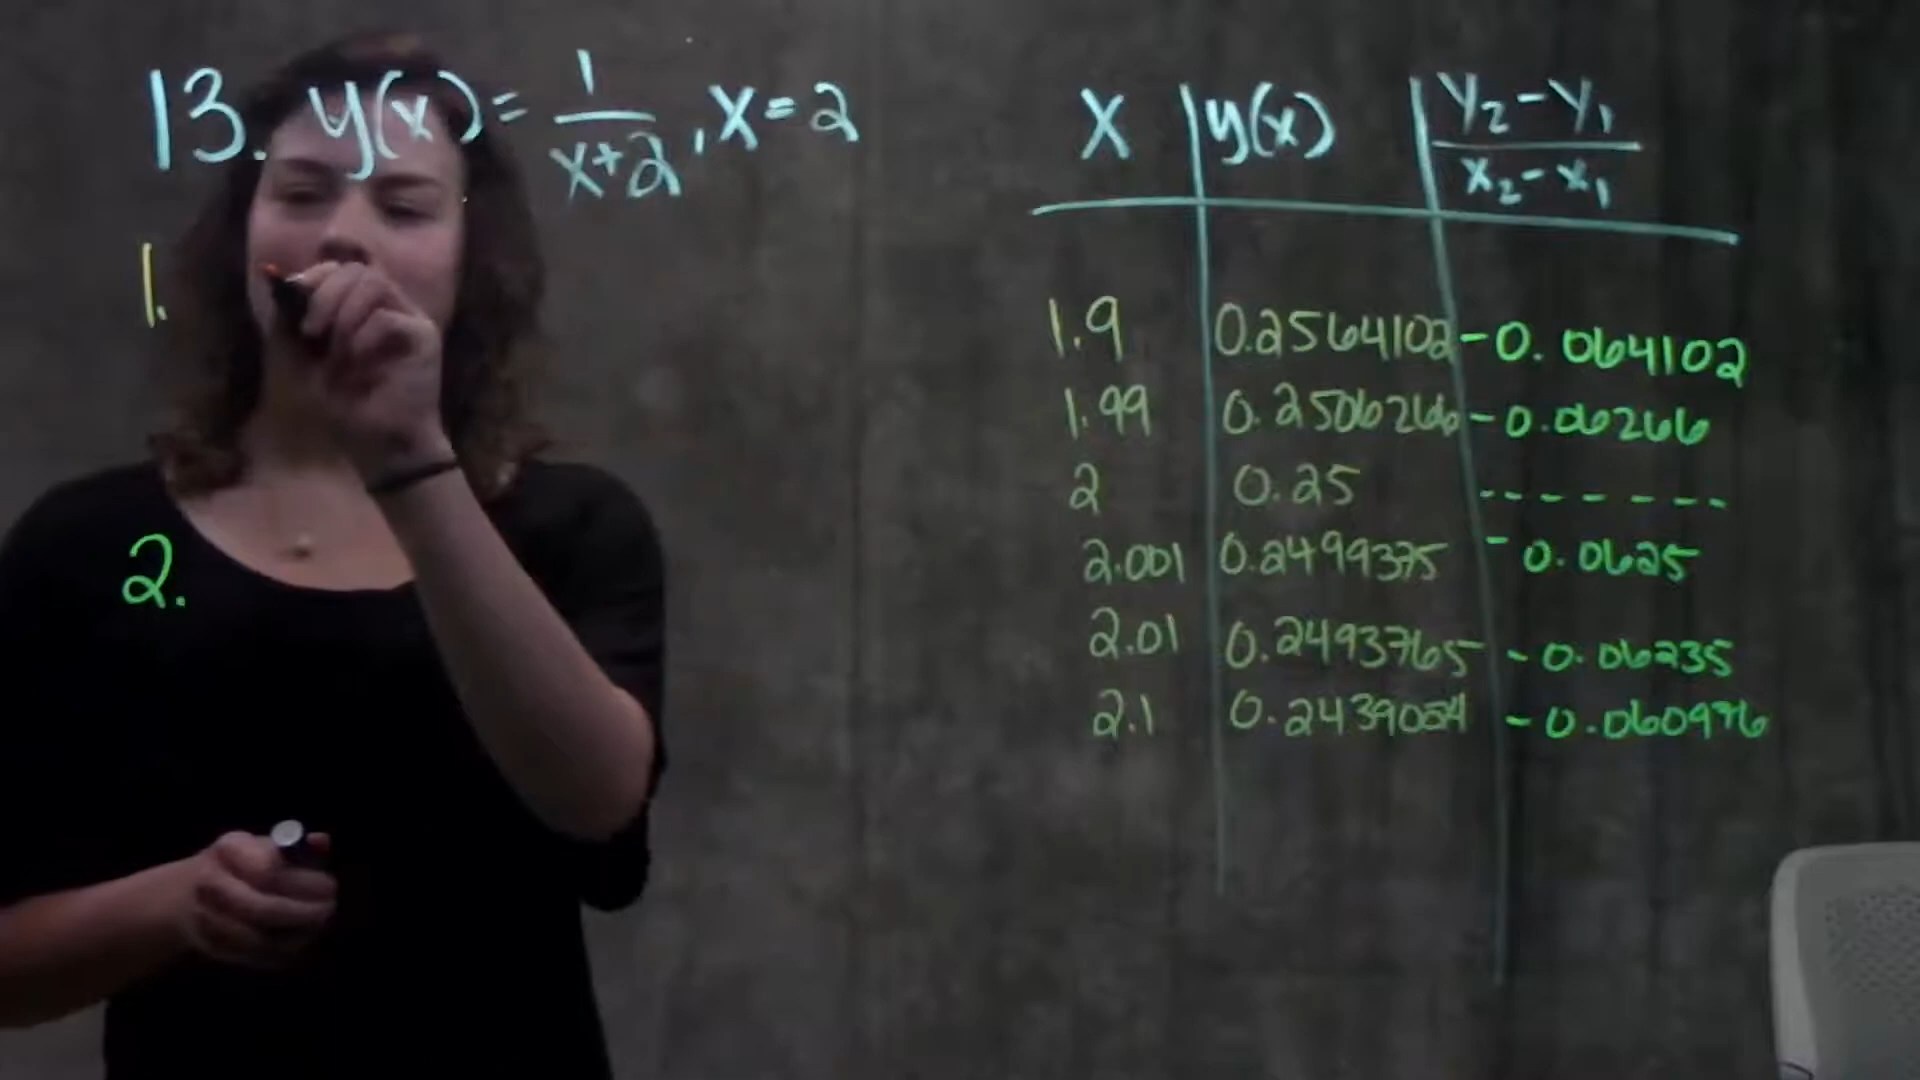 13. y(x) = 1/(x+2), x=2
1.
2.
x | y(x) | (y₂-y₁)/(x₂-x₁)
1.9 0.2564102 -0.064102
1.99 0.2506266 -0.06266
2 0.25 -------
2.001 0.2499375 -0.0625
2.01 0.2493765 -0.06235
2.1 0.2439024 -0.060976